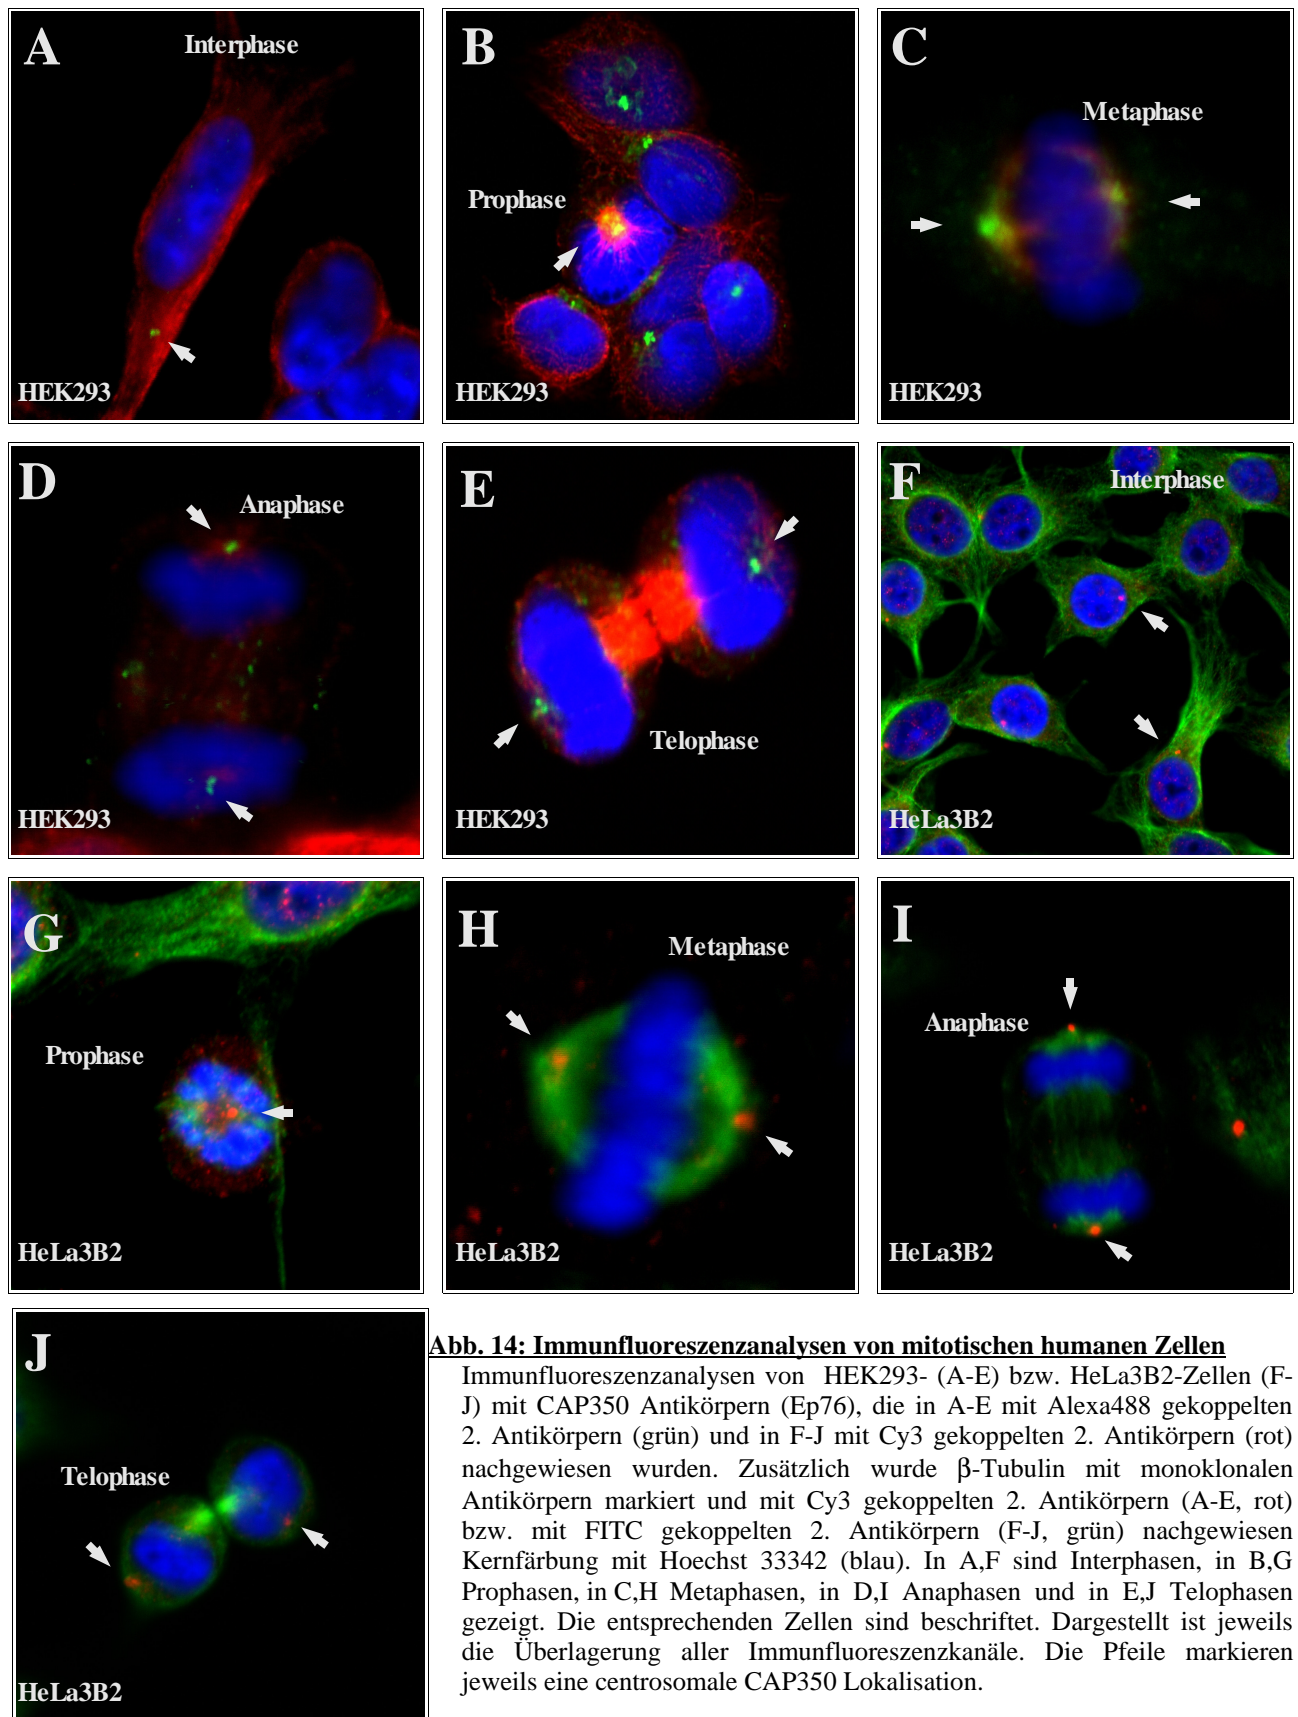 A
Interphase
HEK293
B
Prophase
HEK293
C
Metaphase
HEK293
D
Anaphase
HEK293
E
Telophase
HEK293
F
Interphase
HeLa3B2
G
Prophase
HeLa3B2
H
Metaphase
HeLa3B2
I
Anaphase
HeLa3B2
J
Telophase
HeLa3B2
Abb. 14: Immunfluoreszenzanalysen von mitotischen humanen Zellen
Immunfluoreszenzanalysen von HEK293- (A-E) bzw. HeLa3B2-Zellen (F-
J) mit CAP350 Antikörpern (Ep76), die in A-E mit Alexa488 gekoppelten
2. Antikörpern (grün) und in F-J mit Cy3 gekoppelten 2. Antikörpern (rot)
nachgewiesen wurden. Zusätzlich wurde β-Tubulin mit monoklonalen
Antikörpern markiert und mit Cy3 gekoppelten 2. Antikörpern (A-E, rot)
bzw. mit FITC gekoppelten 2. Antikörpern (F-J, grün) nachgewiesen
Kernfärbung mit Hoechst 33342 (blau). In A,F sind Interphasen, in B,G
Prophasen, in C,H Metaphasen, in D,I Anaphasen und in E,J Telophasen
gezeigt. Die entsprechenden Zellen sind beschriftet. Dargestellt ist jeweils
die Überlagerung aller Immunfluoreszenzkanäle. Die Pfeile markieren
jeweils eine centrosomale CAP350 Lokalisation.